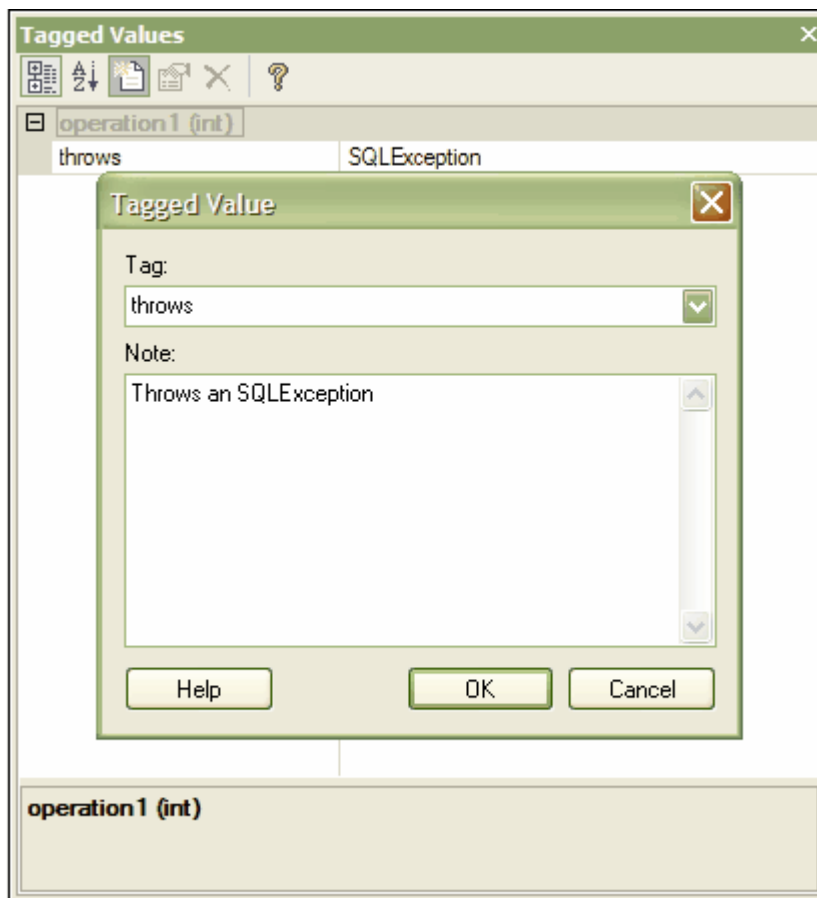 Tagged Values
operation1 (int)
throws SQLException
Tagged Value
Tag:
throws
Note:
Throws an SQLException
Help OK Cancel
operation1 (int)